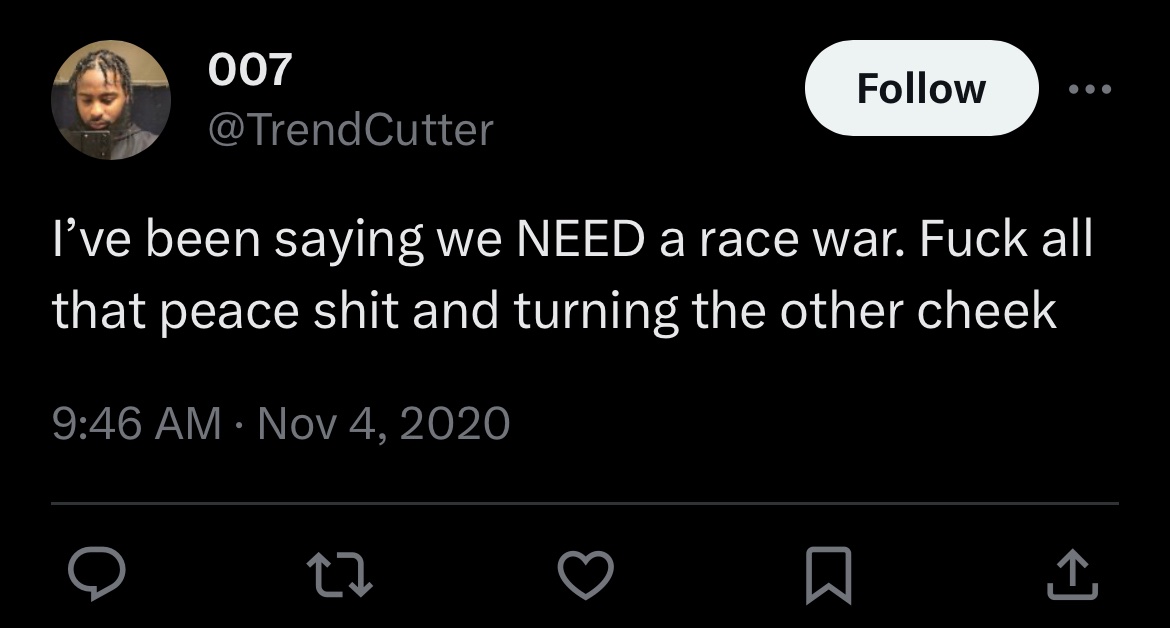 007
@TrendCutter
Follow
I’ve been saying we NEED a race war. Fuck all
that peace shit and turning the other cheek
9:46 AM · Nov 4, 2020